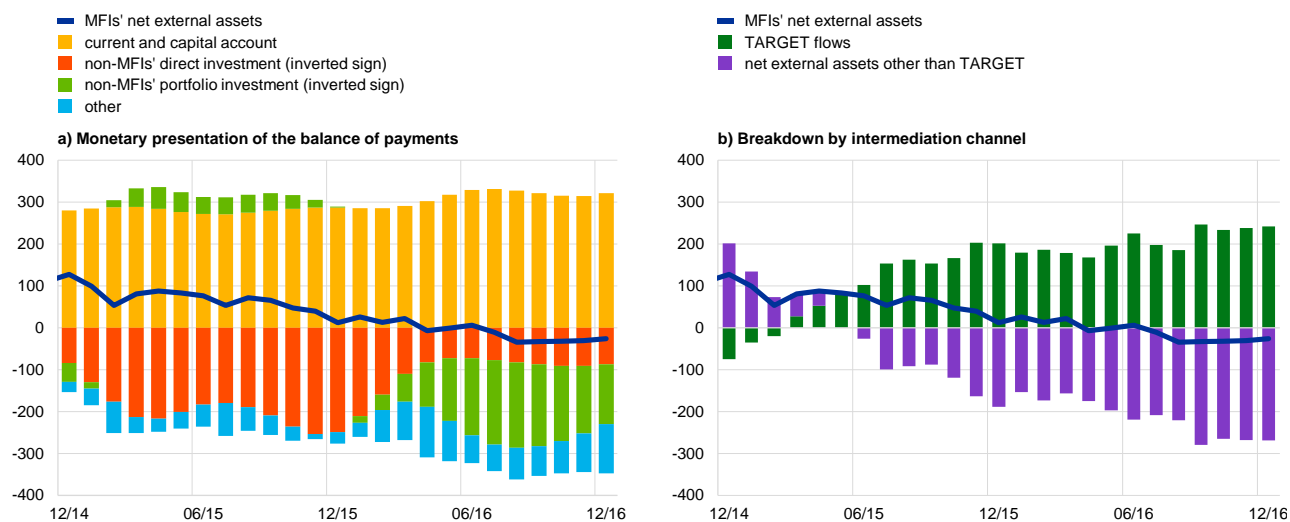 MFIs' net external assets
current and capital account
non-MFIs' direct investment (inverted sign)
non-MFIs' portfolio investment (inverted sign)
other
a) Monetary presentation of the balance of payments
400
300
200
100
0
-100
-200
-300
-400
12/14 06/15 12/15 06/16 12/16
MFIs' net external assets
TARGET flows
net external assets other than TARGET
b) Breakdown by intermediation channel
400
300
200
100
0
-100
-200
-300
-400
12/14 06/15 12/15 06/16 12/16